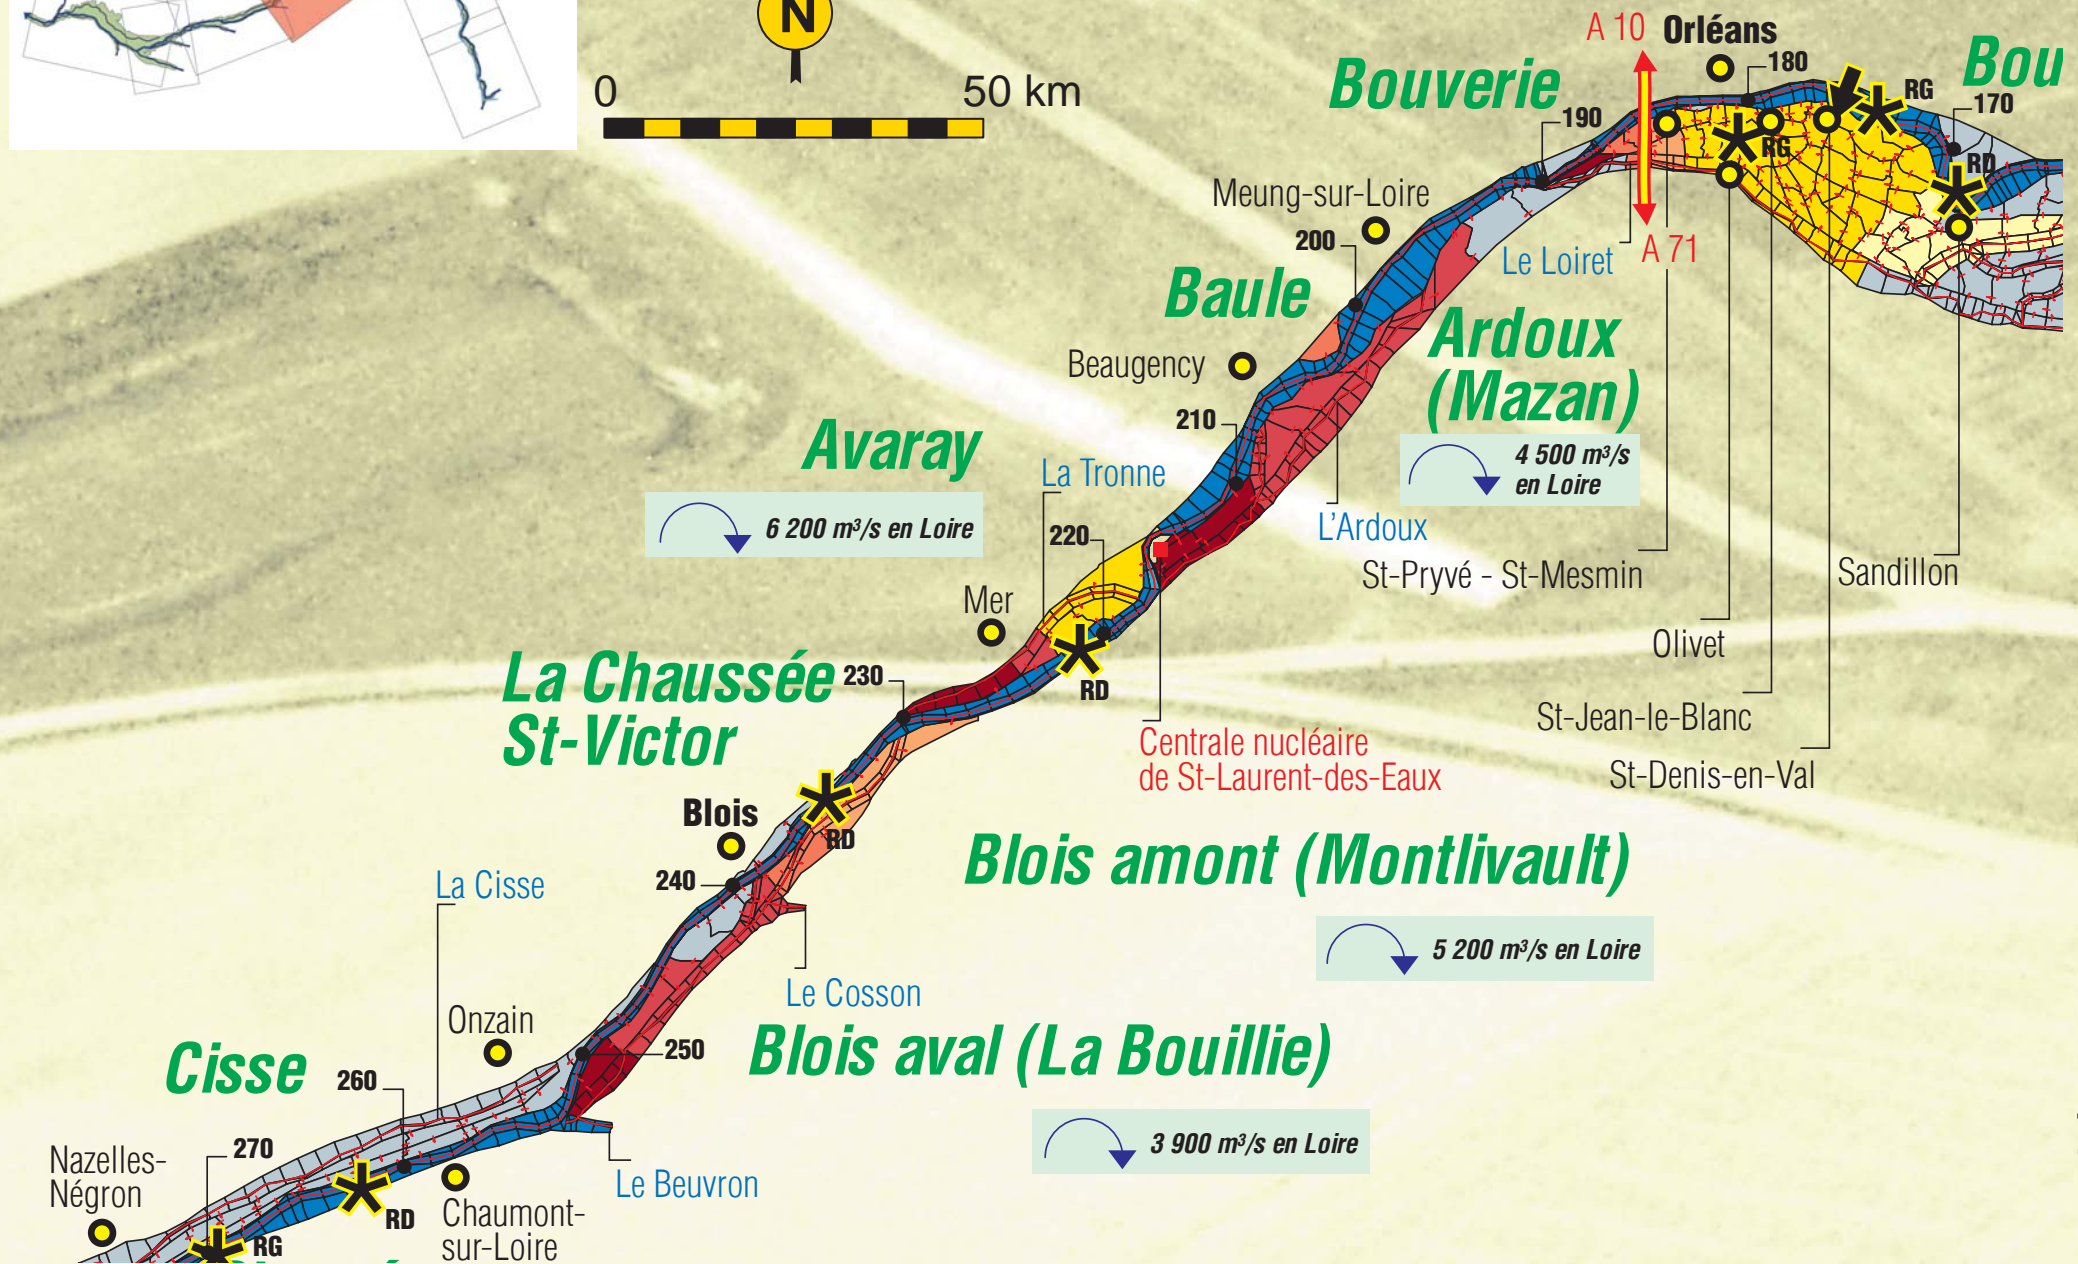 N
0
50 km
A 10
Orléans
180
Bou
Bouverie
190
RG
170
RG
RD
Meung-sur-Loire
200
Le Loiret
A 71
Baule
Ardoux
(Mazan)
Beaugency
4 500 m³/s
en Loire
210
Avaray
La Tronne
6 200 m³/s en Loire
L'Ardoux
220
St-Pryvé - St-Mesmin
Sandillon
Mer
Olivet
La Chaussée
St-Victor
230
RD
St-Jean-le-Blanc
Centrale nucléaire
de St-Laurent-des-Eaux
St-Denis-en-Val
Blois
RD
Blois amont (Montlivault)
240
La Cisse
5 200 m³/s en Loire
Le Cosson
Onzain
250
Blois aval (La Bouillie)
Cisse
260
3 900 m³/s en Loire
270
Nazelles-
Négron
Le Beuvron
RD
Chaumont-
sur-Loire
RG